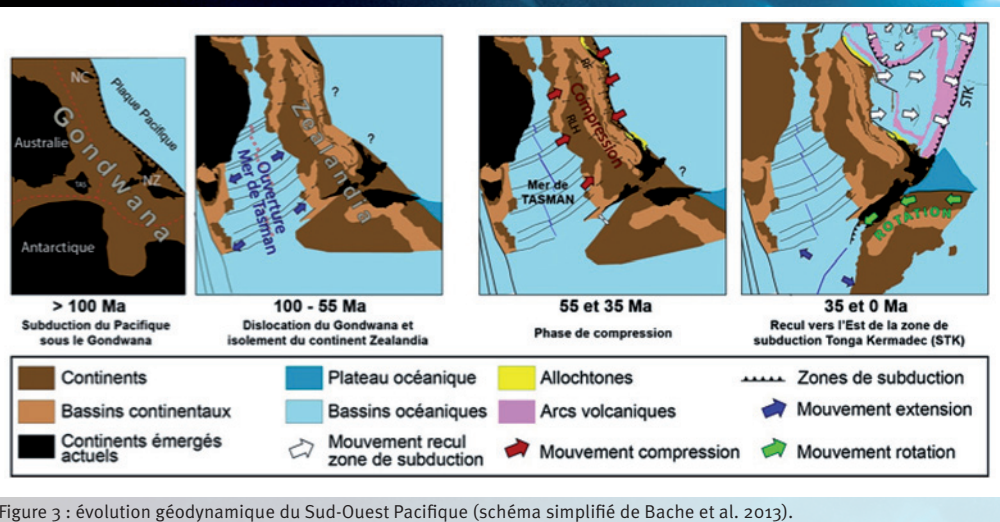 NC
Plaque Pacifique
Australie
Gondwana
TAS
NZ
Antarctique
> 100 Ma
Subduction du Pacifique
sous le Gondwana
?
?
Zealandia
Ouverture
Mer de Tasman
100 - 55 Ma
Dislocation du Gondwana et
isolement du continent Zealandia
Compression
RLH
?
Mer de
TASMAN
55 et 35 Ma
Phase de compression
STK
ROTATION
35 et 0 Ma
Recul vers l'Est de la zone de
subduction Tonga Kermadec (STK)
Continents
Plateau océanique
Allochtones
Zones de subduction
Bassins continentaux
Bassins océaniques
Arcs volcaniques
Mouvement extension
Continents émergés
actuels
Mouvement recul
zone de subduction
Mouvement compression
Mouvement rotation
Figure 3 : évolution géodynamique du Sud-Ouest Pacifique (schéma simplifié de Bache et al. 2013).